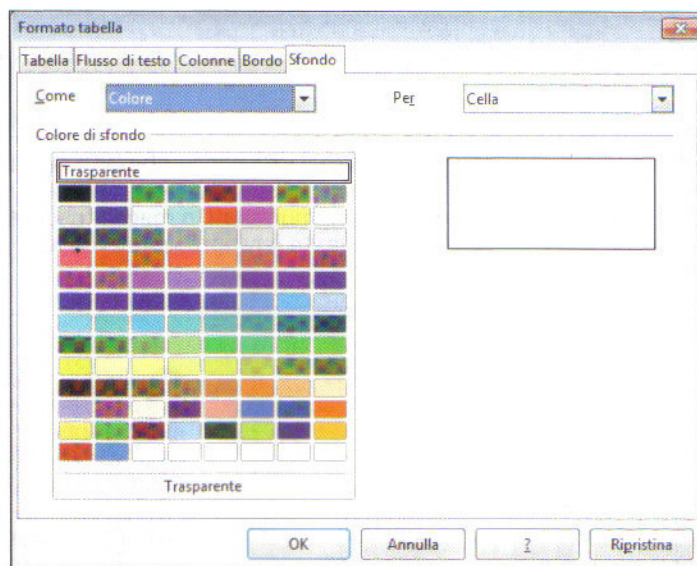 Formato tabella
Tabella Flusso di testo Colonne Bordo Sfondo
Come Colore Per Cella
Colore di sfondo
Trasparente
Trasparente
OK Annulla ? Ripristina